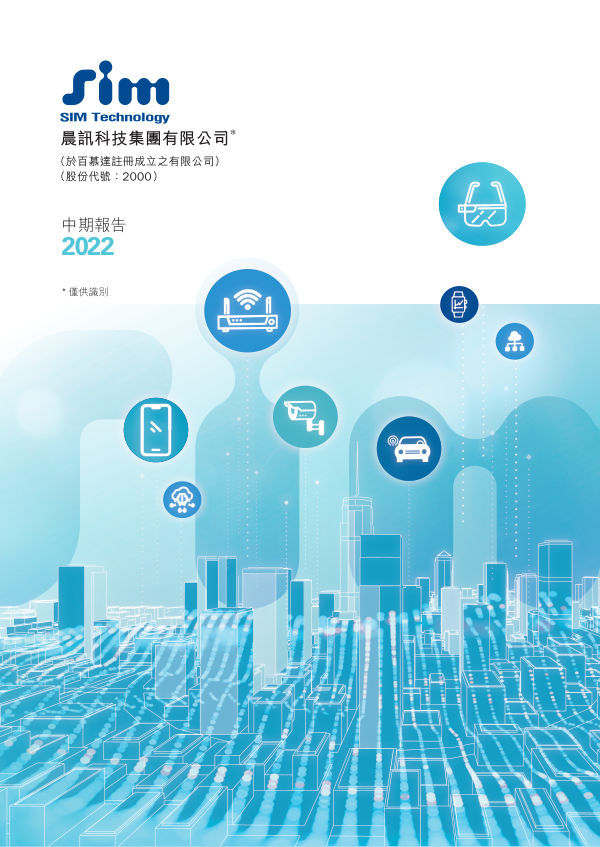 sim
SIM Technology
晨訊科技集團有限公司*
（於百慕達註冊成立之有限公司）
（股份代號：2000）
中期報告
2022
* 僅供識別